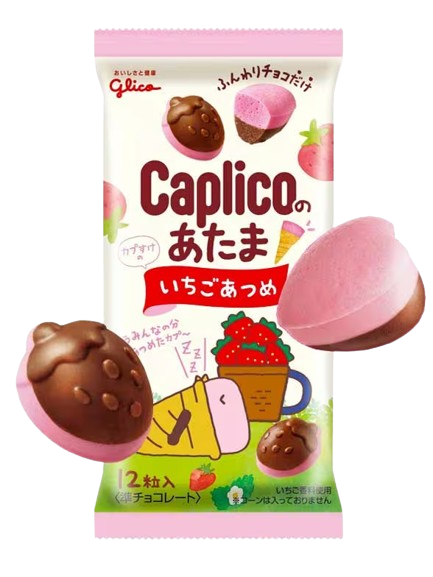 おいしさと健康
Glico
ふんわりチョコだけ
Caplicoの
あたま
カプすけの
いちごあつめ
みんなの分
つめたカプ〜
ZZZ
12粒入
〈準チョコレート〉
いちご香料使用
※コーンは入っておりません